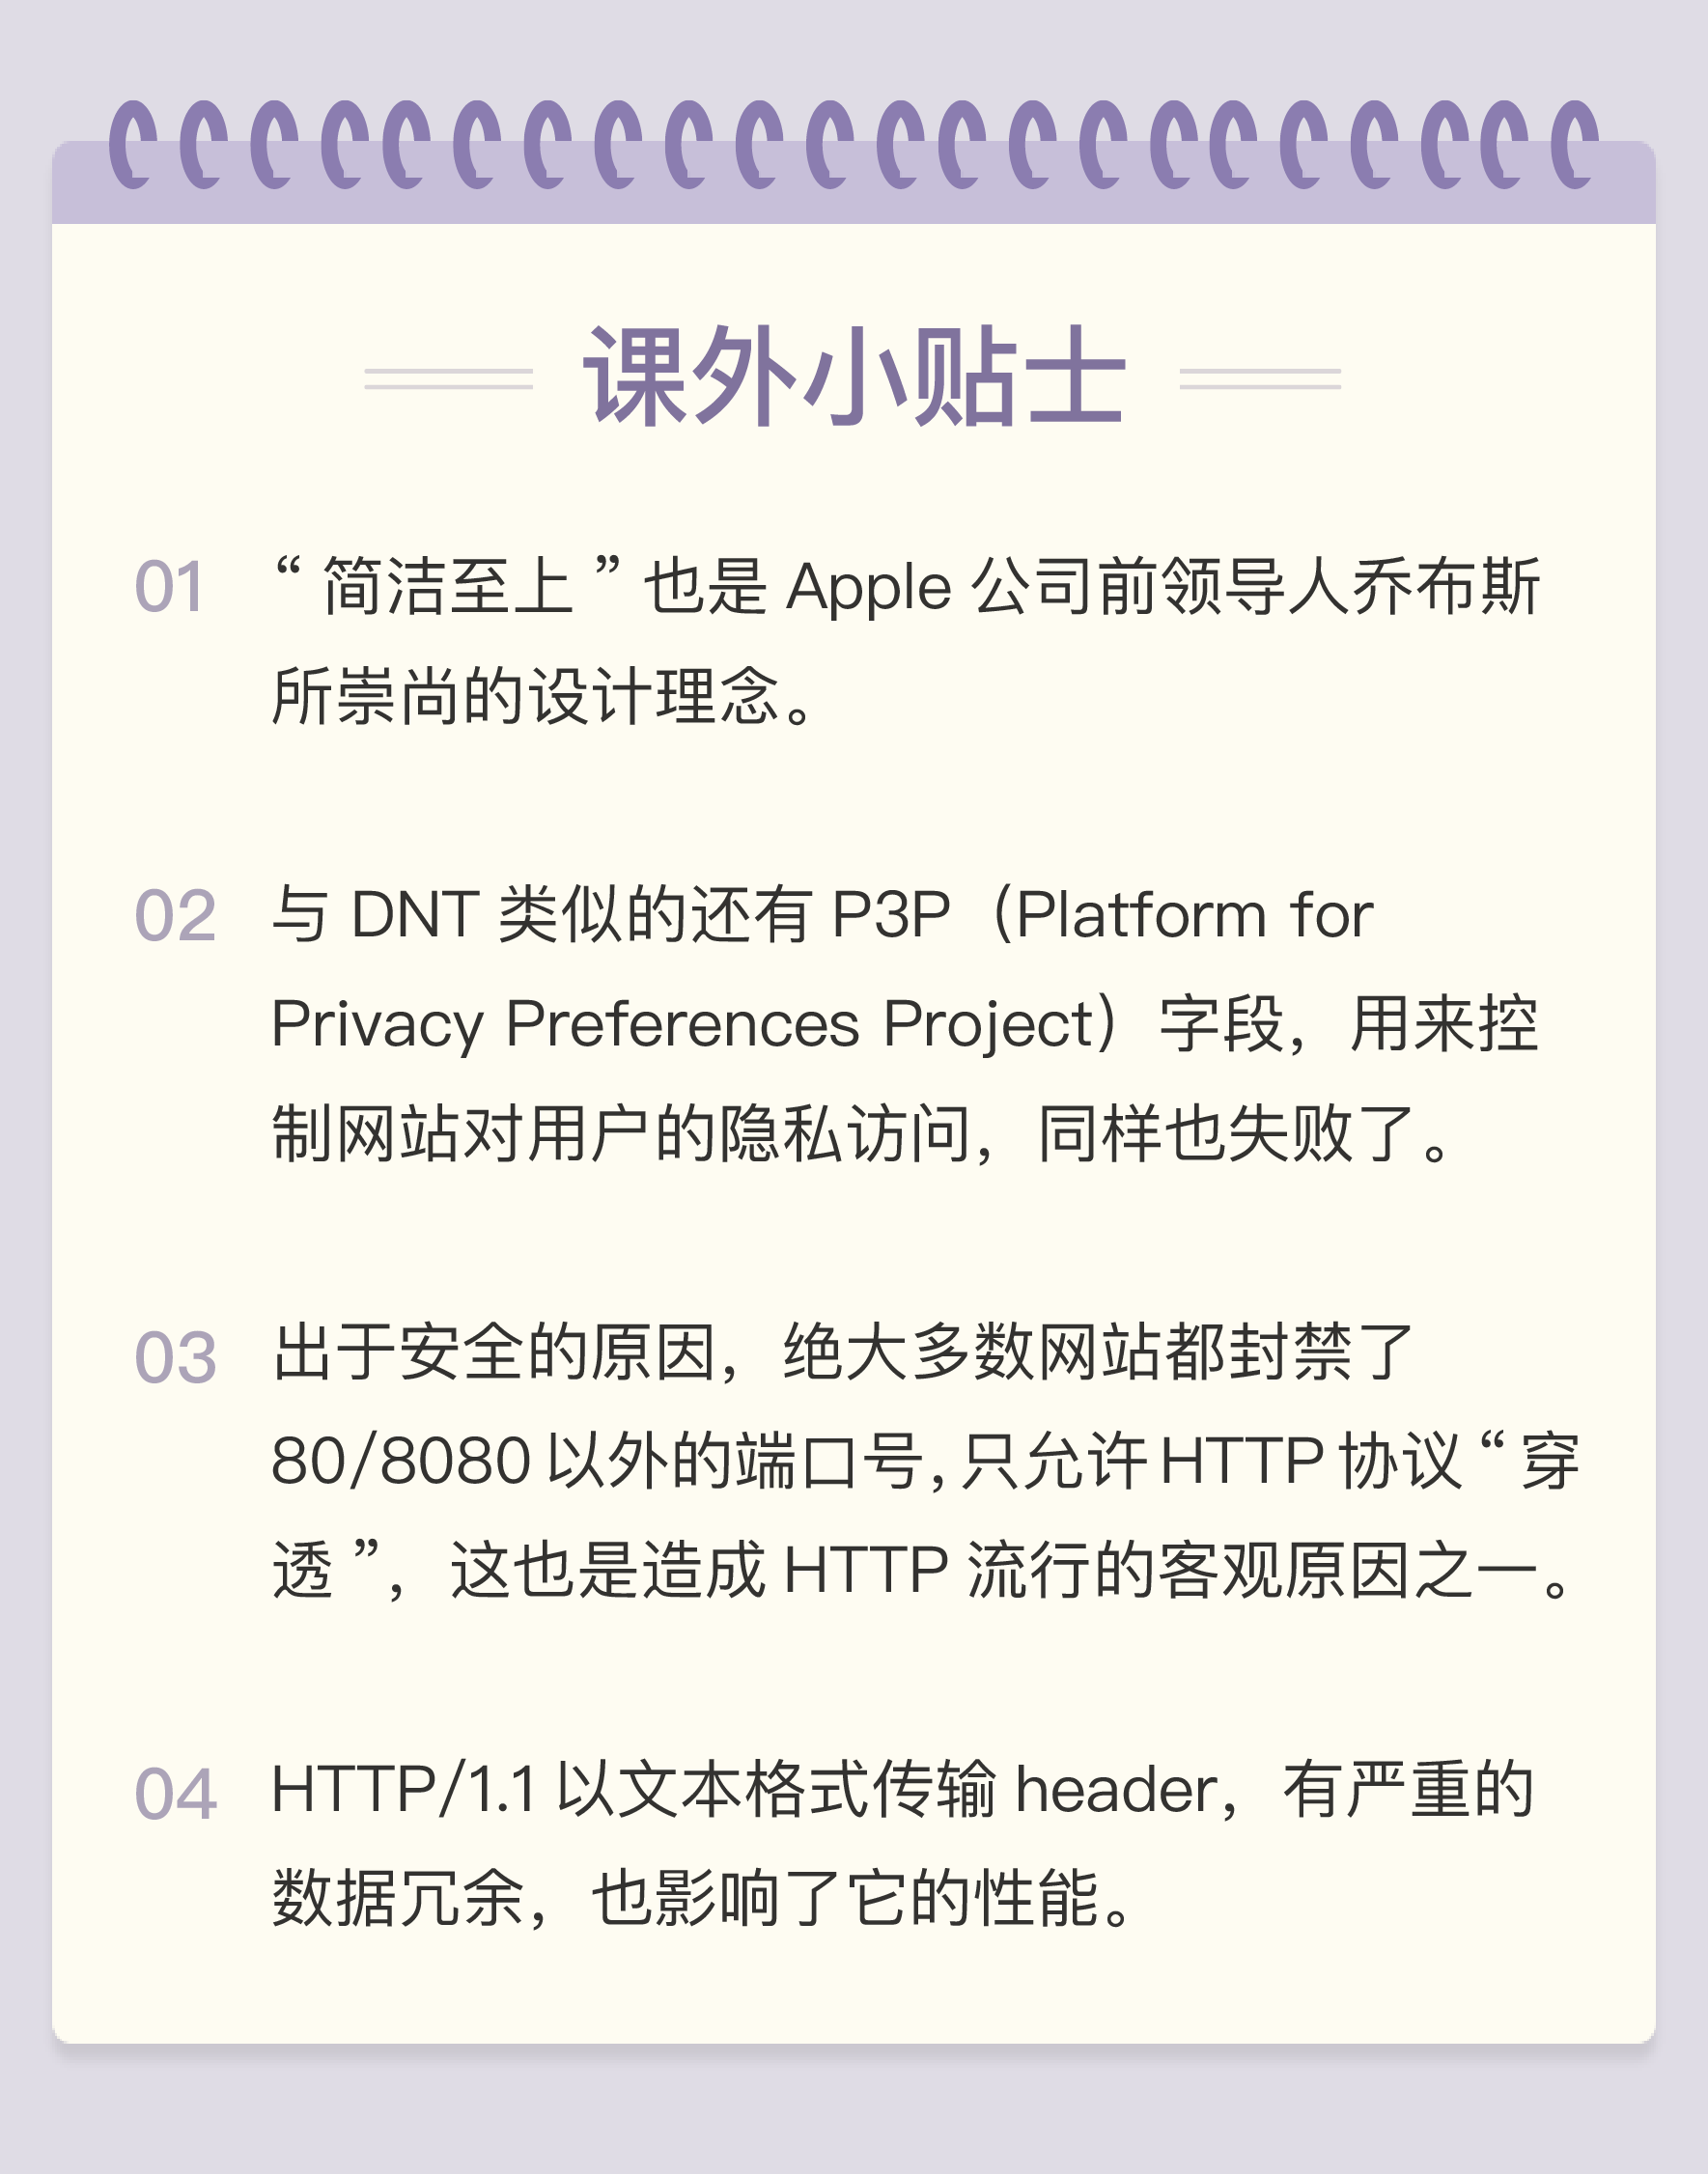 课外小贴士
01 “简洁至上”也是 Apple 公司前领导人乔布斯
所崇尚的设计理念。
02 与 DNT 类似的还有 P3P（Platform for
Privacy Preferences Project）字段，用来控
制网站对用户的隐私访问，同样也失败了。
03 出于安全的原因，绝大多数网站都封禁了
80/8080 以外的端口号，只允许 HTTP 协议“穿
透”，这也是造成 HTTP 流行的客观原因之一。
04 HTTP/1.1 以文本格式传输 header，有严重的
数据冗余，也影响了它的性能。